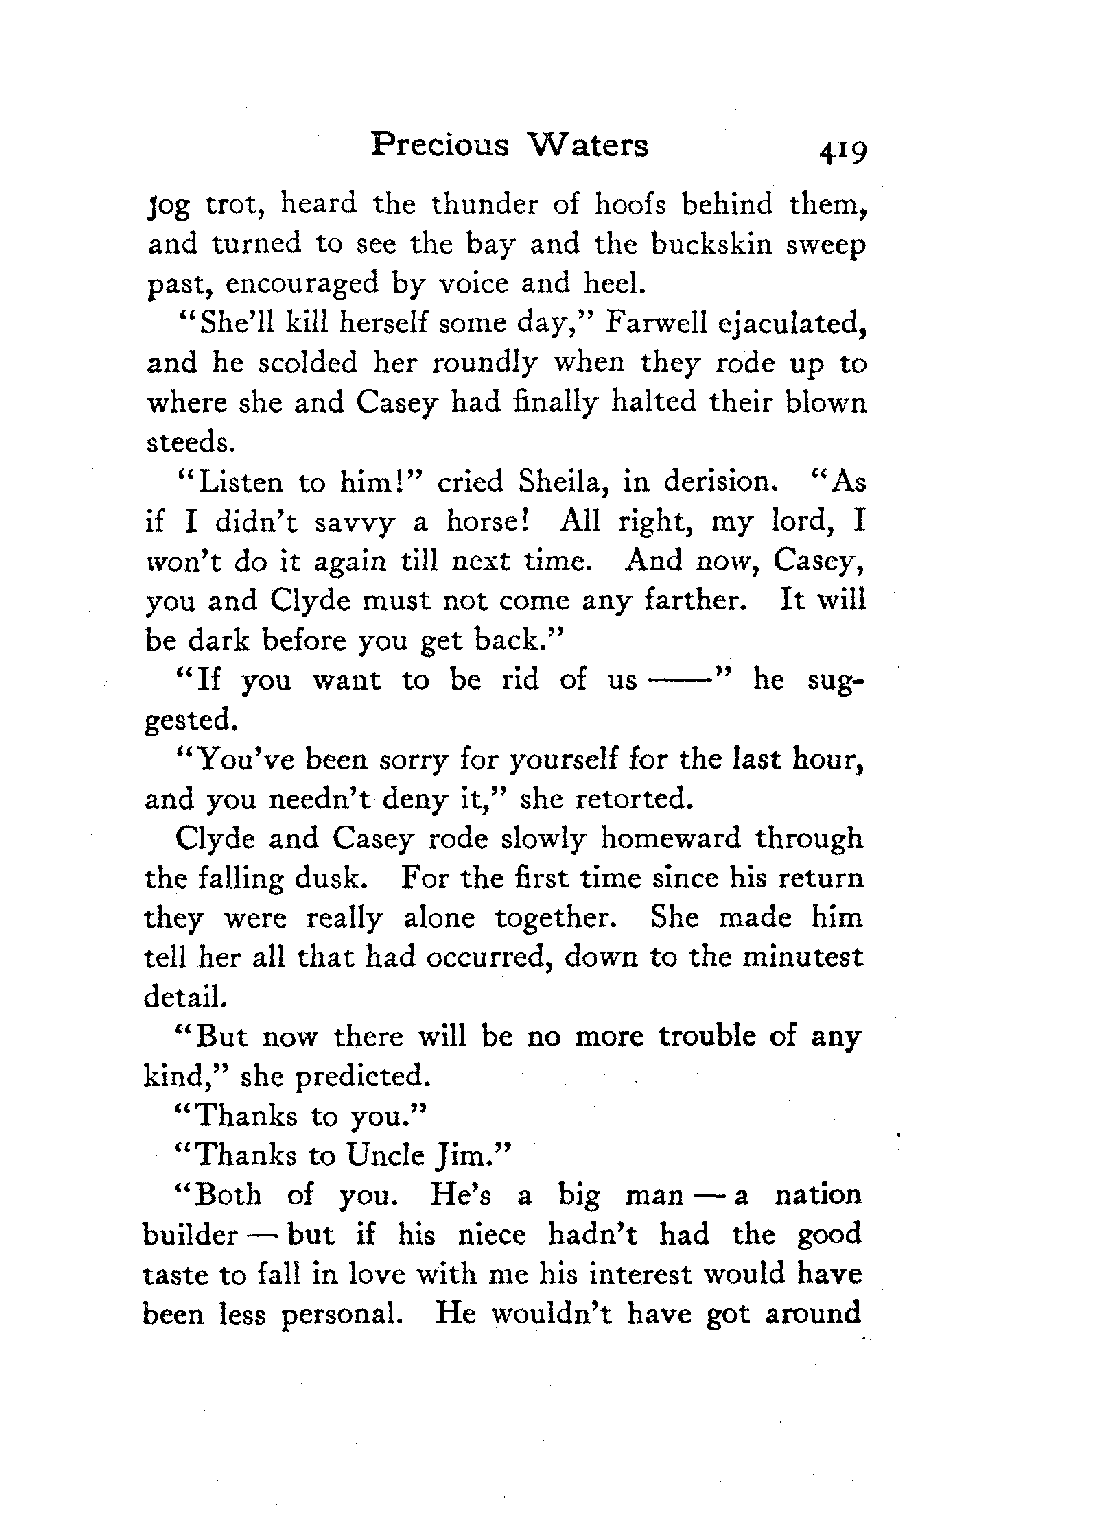 Precious Waters 419
jog trot, heard the thunder of hoofs behind them,
and turned to see the bay and the buckskin sweep
past, encouraged by voice and heel.
"She'll kill herself some day," Farwell ejaculated,
and he scolded her roundly when they rode up to
where she and Casey had finally halted their blown
steeds.
"Listen to him!" cried Sheila, in derision. "As
if I didn't savvy a horse! All right, my lord, I
won't do it again till next time. And now, Casey,
you and Clyde must not come any farther. It will
be dark before you get back."
"If you want to be rid of us ——" he sug-
gested.
"You've been sorry for yourself for the last hour,
and you needn't deny it," she retorted.
Clyde and Casey rode slowly homeward through
the falling dusk. For the first time since his return
they were really alone together. She made him
tell her all that had occurred, down to the minutest
detail.
"But now there will be no more trouble of any
kind," she predicted.
"Thanks to you."
"Thanks to Uncle Jim."
"Both of you. He's a big man — a nation
builder — but if his niece hadn't had the good
taste to fall in love with me his interest would have
been less personal. He wouldn't have got around